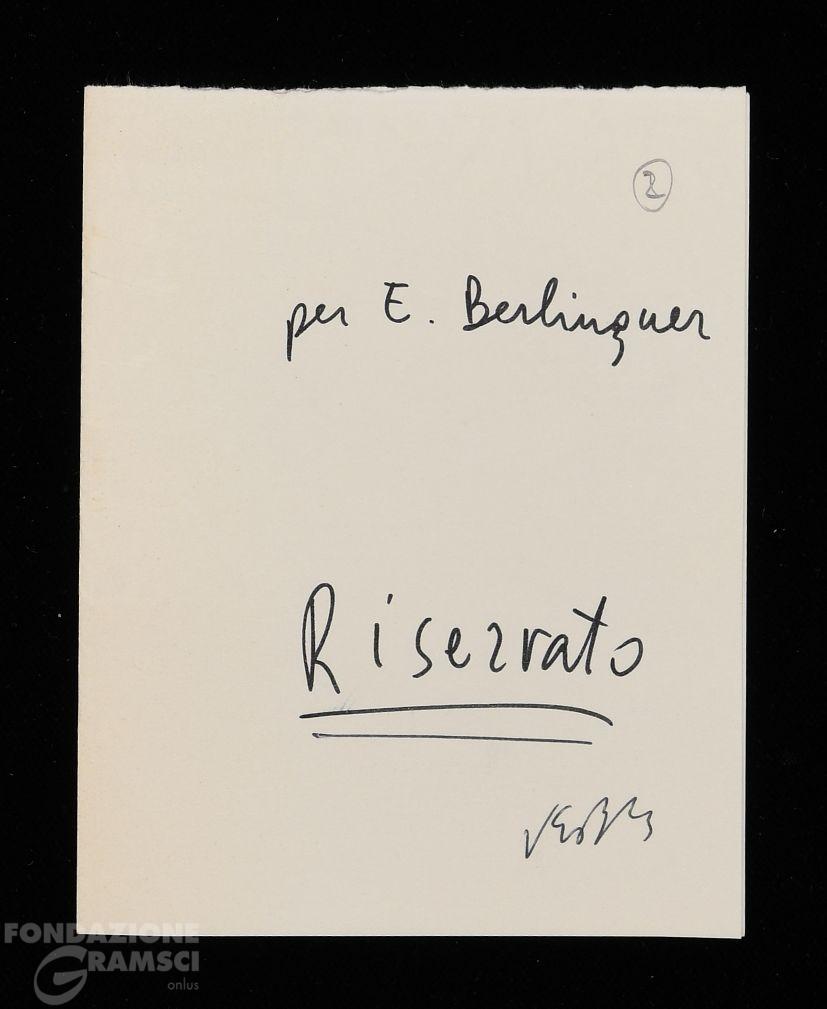 2
per E. Berlinguer
Riservato
FONDAZIONE
GRAMSCI
onlus